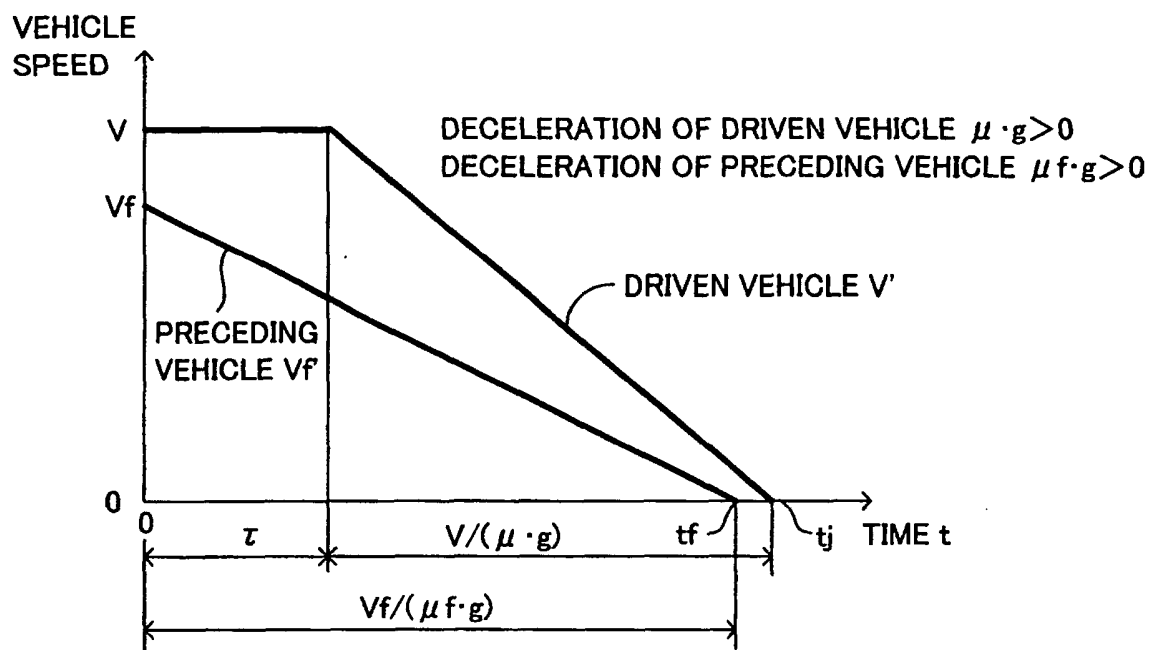 VEHICLE
SPEED
V
DECELERATION OF DRIVEN VEHICLE μ·g>0
DECELERATION OF PRECEDING VEHICLE μf·g>0
Vf
DRIVEN VEHICLE V'
PRECEDING
VEHICLE Vf'
0
0
τ
V/(μ·g)
tf
tj
TIME t
Vf/(μf·g)